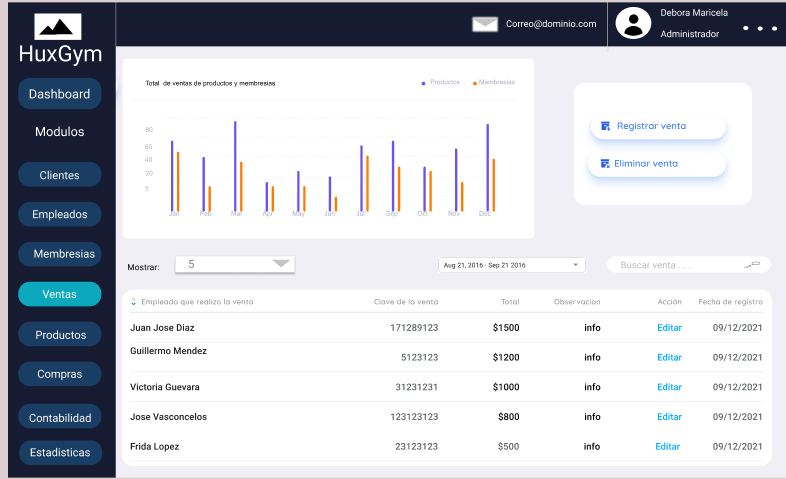 HuxGym
Dashboard
Modulos
Clientes
Empleados
Membresias
Ventas
Productos
Compras
Contabilidad
Estadisticas
Correo@dominio.com
Debora Maricela
Administrador
Total de ventas de productos y membresias
Productos
Membresias
80
60
40
20
5
Jan Feb Mar Apr May Jun Jul Sep Oct Nov Dec
Registrar venta
Eliminar venta
Mostrar: 5
Aug 21, 2016 - Sep 21 2016
Buscar venta . . .
Empleado que realizo la venta Clave de la venta Total Observacion Acción Fecha de registro
Juan Jose Diaz 171289123 $1500 info Editar 09/12/2021
Guillermo Mendez 5123123 $1200 info Editar 09/12/2021
Victoria Guevara 31231231 $1000 info Editar 09/12/2021
Jose Vasconcelos 123123123 $800 info Editar 09/12/2021
Frida Lopez 23123123 $500 info Editar 09/12/2021